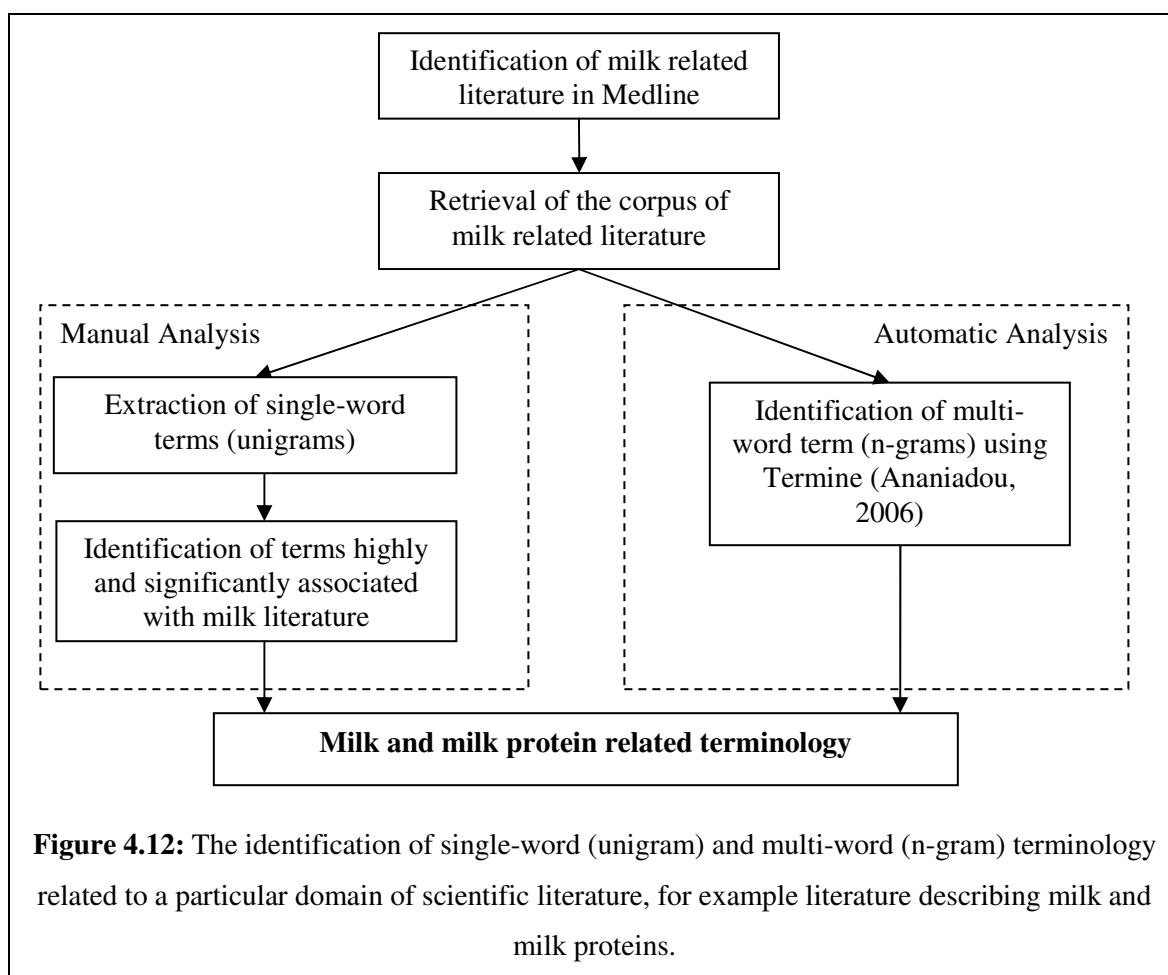 Identification of milk related
literature in Medline
Retrieval of the corpus of
milk related literature
Manual Analysis
Extraction of single-word
terms (unigrams)
Identification of terms highly
and significantly associated
with milk literature
Automatic Analysis
Identification of multi-
word term (n-grams) using
Termine (Ananiadou,
2006)
Milk and milk protein related terminology
Figure 4.12: The identification of single-word (unigram) and multi-word (n-gram) terminology
related to a particular domain of scientific literature, for example literature describing milk and
milk proteins.